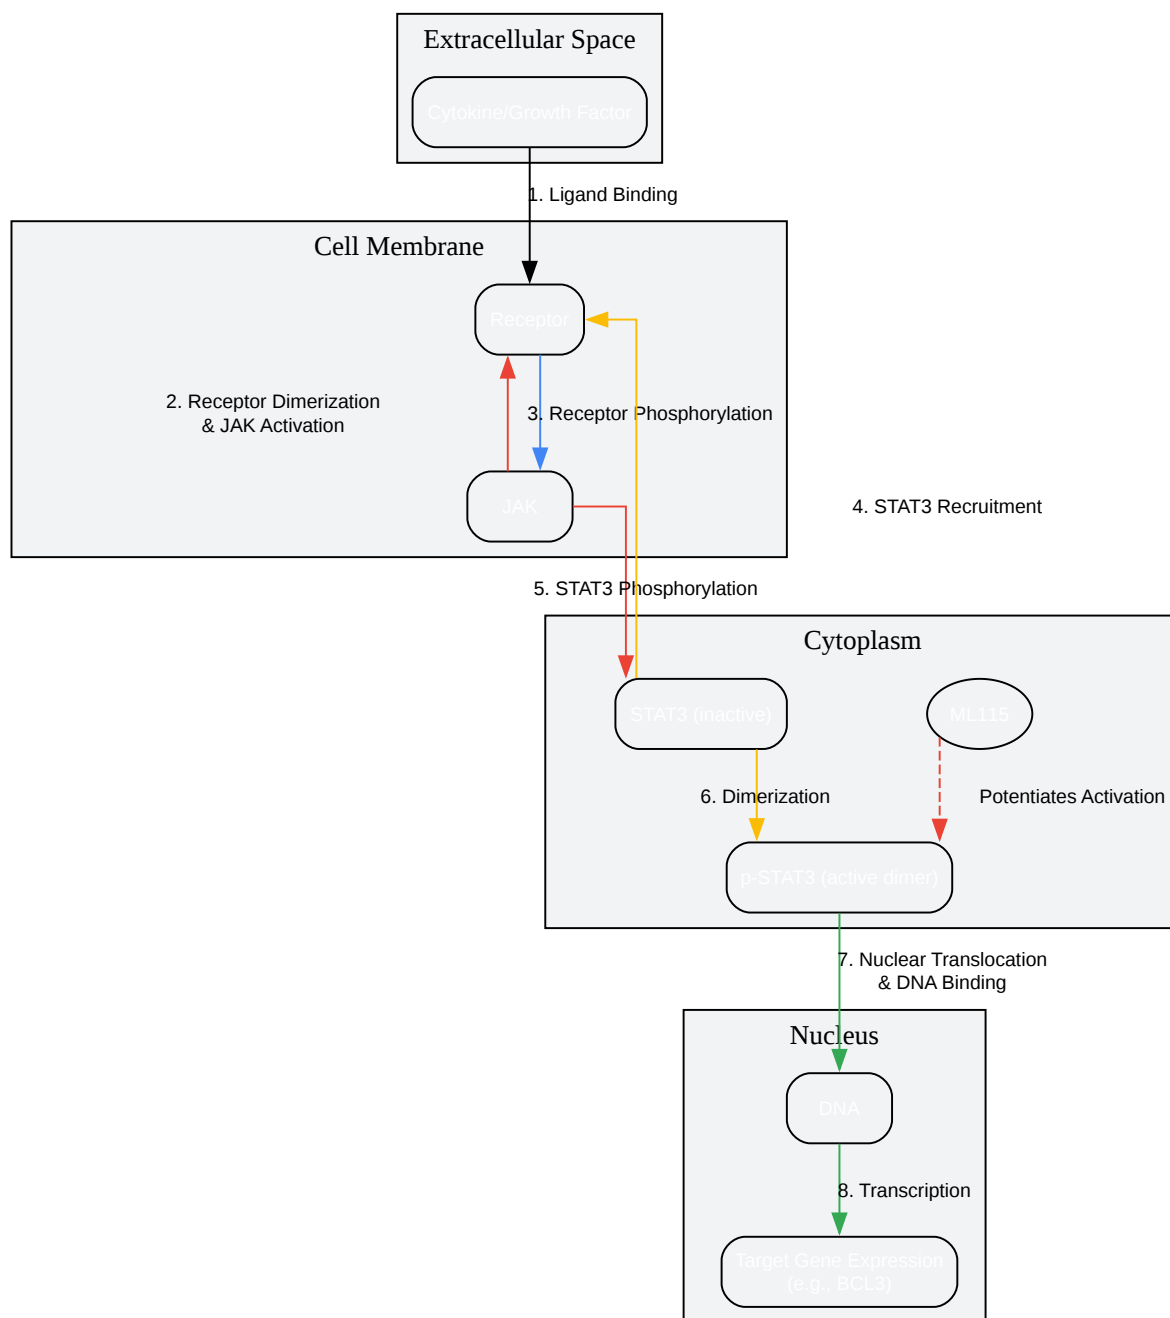 Extracellular Space
Cytokine/Growth Factor
1. Ligand Binding
Cell Membrane
Receptor
2. Receptor Dimerization
& JAK Activation
3. Receptor Phosphorylation
JAK
4. STAT3 Recruitment
5. STAT3 Phosphorylation
Cytoplasm
STAT3 (inactive)
ML115
6. Dimerization
Potentiates Activation
p-STAT3 (active dimer)
7. Nuclear Translocation
& DNA Binding
Nucleus
DNA
8. Transcription
Target Gene Expression
(e.g., BCL3)